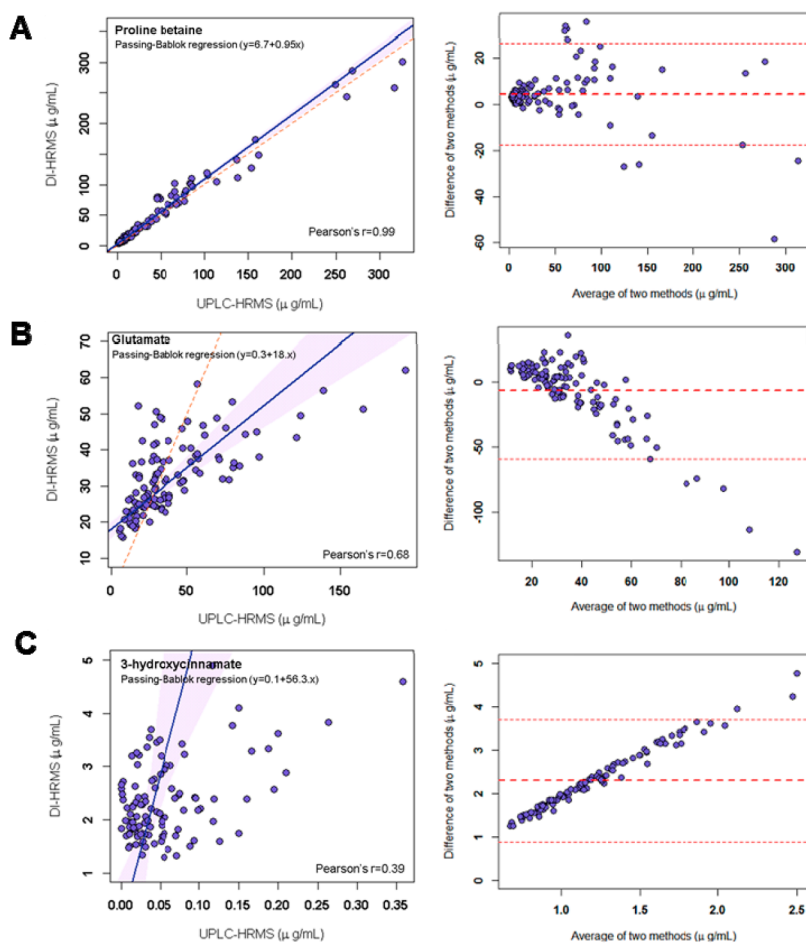 A
Proline betaine
Passing-Bablok regression (y=6.7+0.95x)
DI-HRMS (μ g/mL)
300
250
200
150
100
50
0
Pearson's r=0.99
0 50 100 150 200 250 300
UPLC-HRMS (μ g/mL)
Difference of two methods (μ g/mL)
20
0
-20
-40
-60
0 50 100 150 200 250 300
Average of two methods (μ g/mL)
B
Glutamate
Passing-Bablok regression (y=0.3+18.x)
DI-HRMS (μ g/mL)
70
60
50
40
30
20
10
Pearson's r=0.68
0 50 100 150
UPLC-HRMS (μ g/mL)
Difference of two methods (μ g/mL)
0
-50
-100
20 40 60 80 100 120
Average of two methods (μ g/mL)
C
3-hydroxycinnamate
Passing-Bablok regression (y=0.1+56.3.x)
DI-HRMS (μ g/mL)
5
4
3
2
1
Pearson's r=0.39
0.00 0.05 0.10 0.15 0.20 0.25 0.30 0.35
UPLC-HRMS (μ g/mL)
Difference of two methods (μ g/mL)
5
4
3
2
1
0
1.0 1.5 2.0 2.5
Average of two methods (μ g/mL)